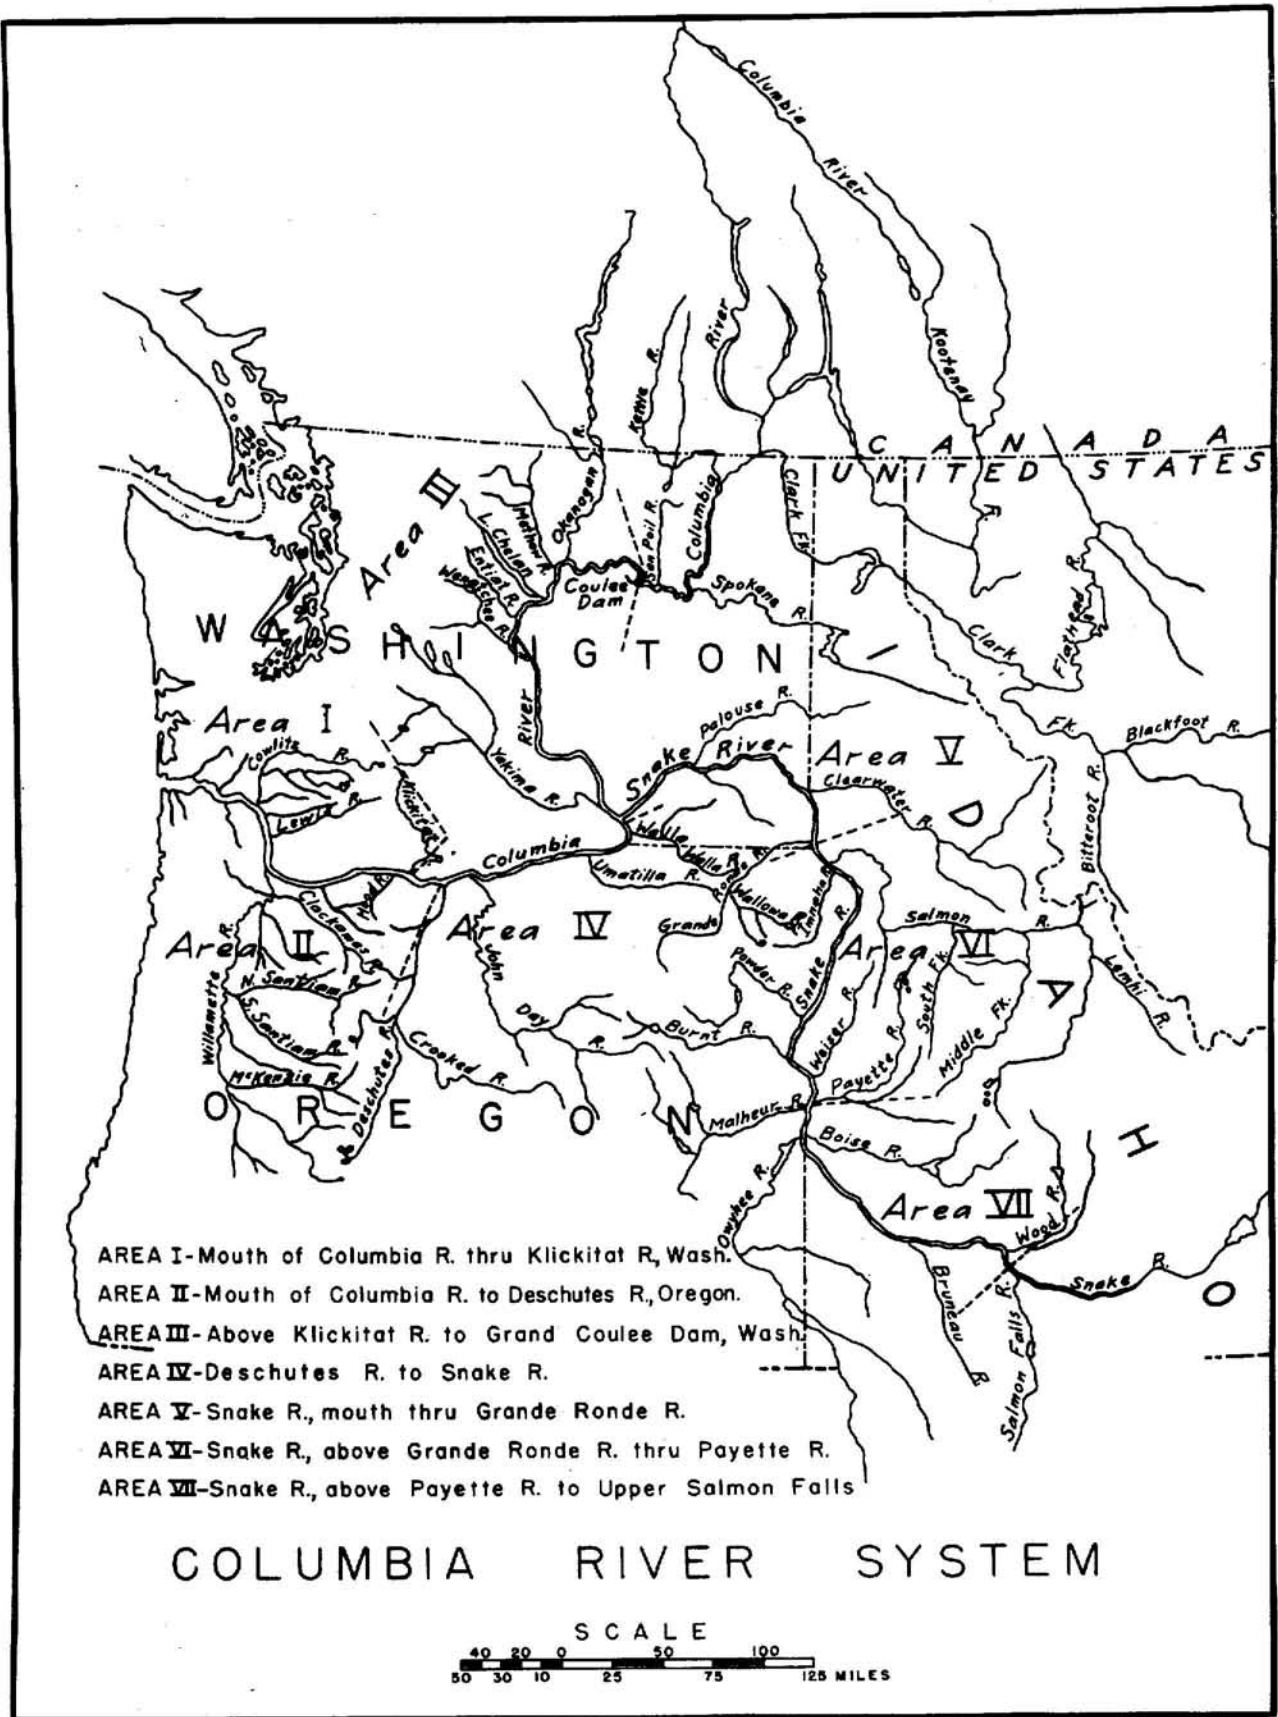 Columbia River
River
Kettle R.
Kootenay
R.
CANADA
UNITED STATES
Area III
Okanogan
Methow R.
L. Chelan
Entiat R.
Wenatchee R.
San Poil R.
Columbia
Clark Fk.
R.
Coulee Dam
Spokane R.
Flathead R.
Clark Fk.
WASHINGTON
I
Area I
River
Palouse R.
Blackfoot R.
Cowlitz R.
Yakima R.
Snake River
Area V
Clearwater R.
D
Bitteroot R.
Lewis R.
Klickitat
Columbia
Walla Walla R.
Umatilla R.
Grande Ronde R.
Wallowa R.
Imnaha R.
Hood R.
Clackamas R.
Area II
Area IV
Salmon R.
Area VI
Willamette R.
N. Santiam R.
S. Santiam R.
McKenzie R.
John Day R.
Powder R.
Snake R.
South Fk.
Middle Fk.
A
Lemhi R.
Burnt R.
Weiser R.
Payette R.
Crooked R.
Deschutes R.
OREGON
Malheur R.
Boise R.
H
Owyhee R.
Area VII
Wood R.
Bruneau R.
Salmon Falls R.
Snake R.
O
AREA I-Mouth of Columbia R. thru Klickitat R., Wash.
AREA II-Mouth of Columbia R. to Deschutes R., Oregon.
AREA III-Above Klickitat R. to Grand Coulee Dam, Wash.
AREA IV-Deschutes R. to Snake R.
AREA V-Snake R., mouth thru Grande Ronde R.
AREA VI-Snake R., above Grande Ronde R. thru Payette R.
AREA VII-Snake R., above Payette R. to Upper Salmon Falls
COLUMBIA RIVER SYSTEM
SCALE
40 20 0 50 100
50 30 10 25 75 125 MILES